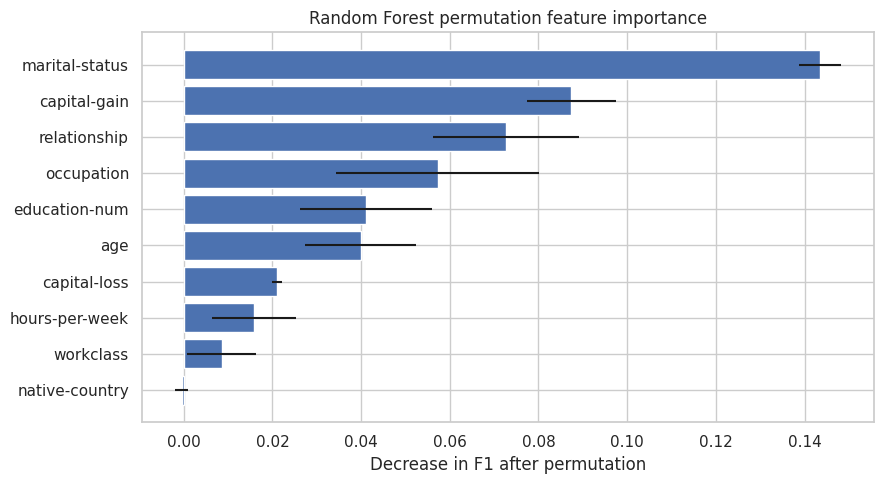 Random Forest permutation feature importance
marital-status
capital-gain
relationship
occupation
education-num
age
capital-loss
hours-per-week
workclass
native-country
0.00 0.02 0.04 0.06 0.08 0.10 0.12 0.14
Decrease in F1 after permutation